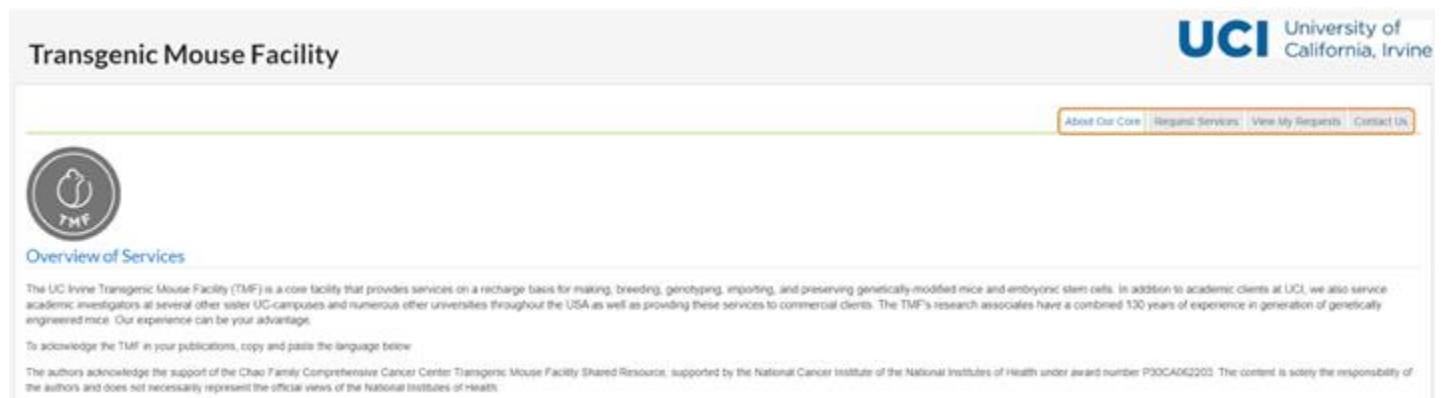 Transgenic Mouse Facility
UCI University of
California, Irvine
About Our Core Request Services View My Requests Contact Us
TMF
Overview of Services
The UC Irvine Transgenic Mouse Facility (TMF) is a core facility that provides services on a recharge basis for making, breeding, genotyping, importing, and preserving genetically-modified mice and embryonic stem cells. In addition to academic clients at UCI, we also service
academic investigators at several other sister UC-campuses and numerous other universities throughout the USA as well as providing these services to commercial clients. The TMF's research associates have a combined 130 years of experience in generation of genetically
engineered mice. Our experience can be your advantage.
To acknowledge the TMF in your publications, copy and paste the language below
The authors acknowledge the support of the Chao Family Comprehensive Cancer Center Transgenic Mouse Facility Shared Resource, supported by the National Cancer Institute of the National Institutes of Health under award number P30CA062203. The content is solely the responsibility of
the authors and does not necessarily represent the official views of the National Institutes of Health.